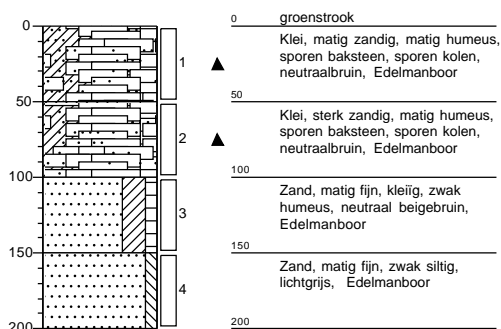 0
50
100
150
200
1
2
3
4
0 groenstrook
Klei, matig zandig, matig humeus,
sporen baksteen, sporen kolen,
neutraalbruin, Edelmanboor
50
Klei, sterk zandig, matig humeus,
sporen baksteen, sporen kolen,
neutraalbruin, Edelmanboor
100
Zand, matig fijn, kleiïg, zwak
humeus, neutraal beigebruin,
Edelmanboor
150
Zand, matig fijn, zwak siltig,
lichtgrijs, Edelmanboor
200